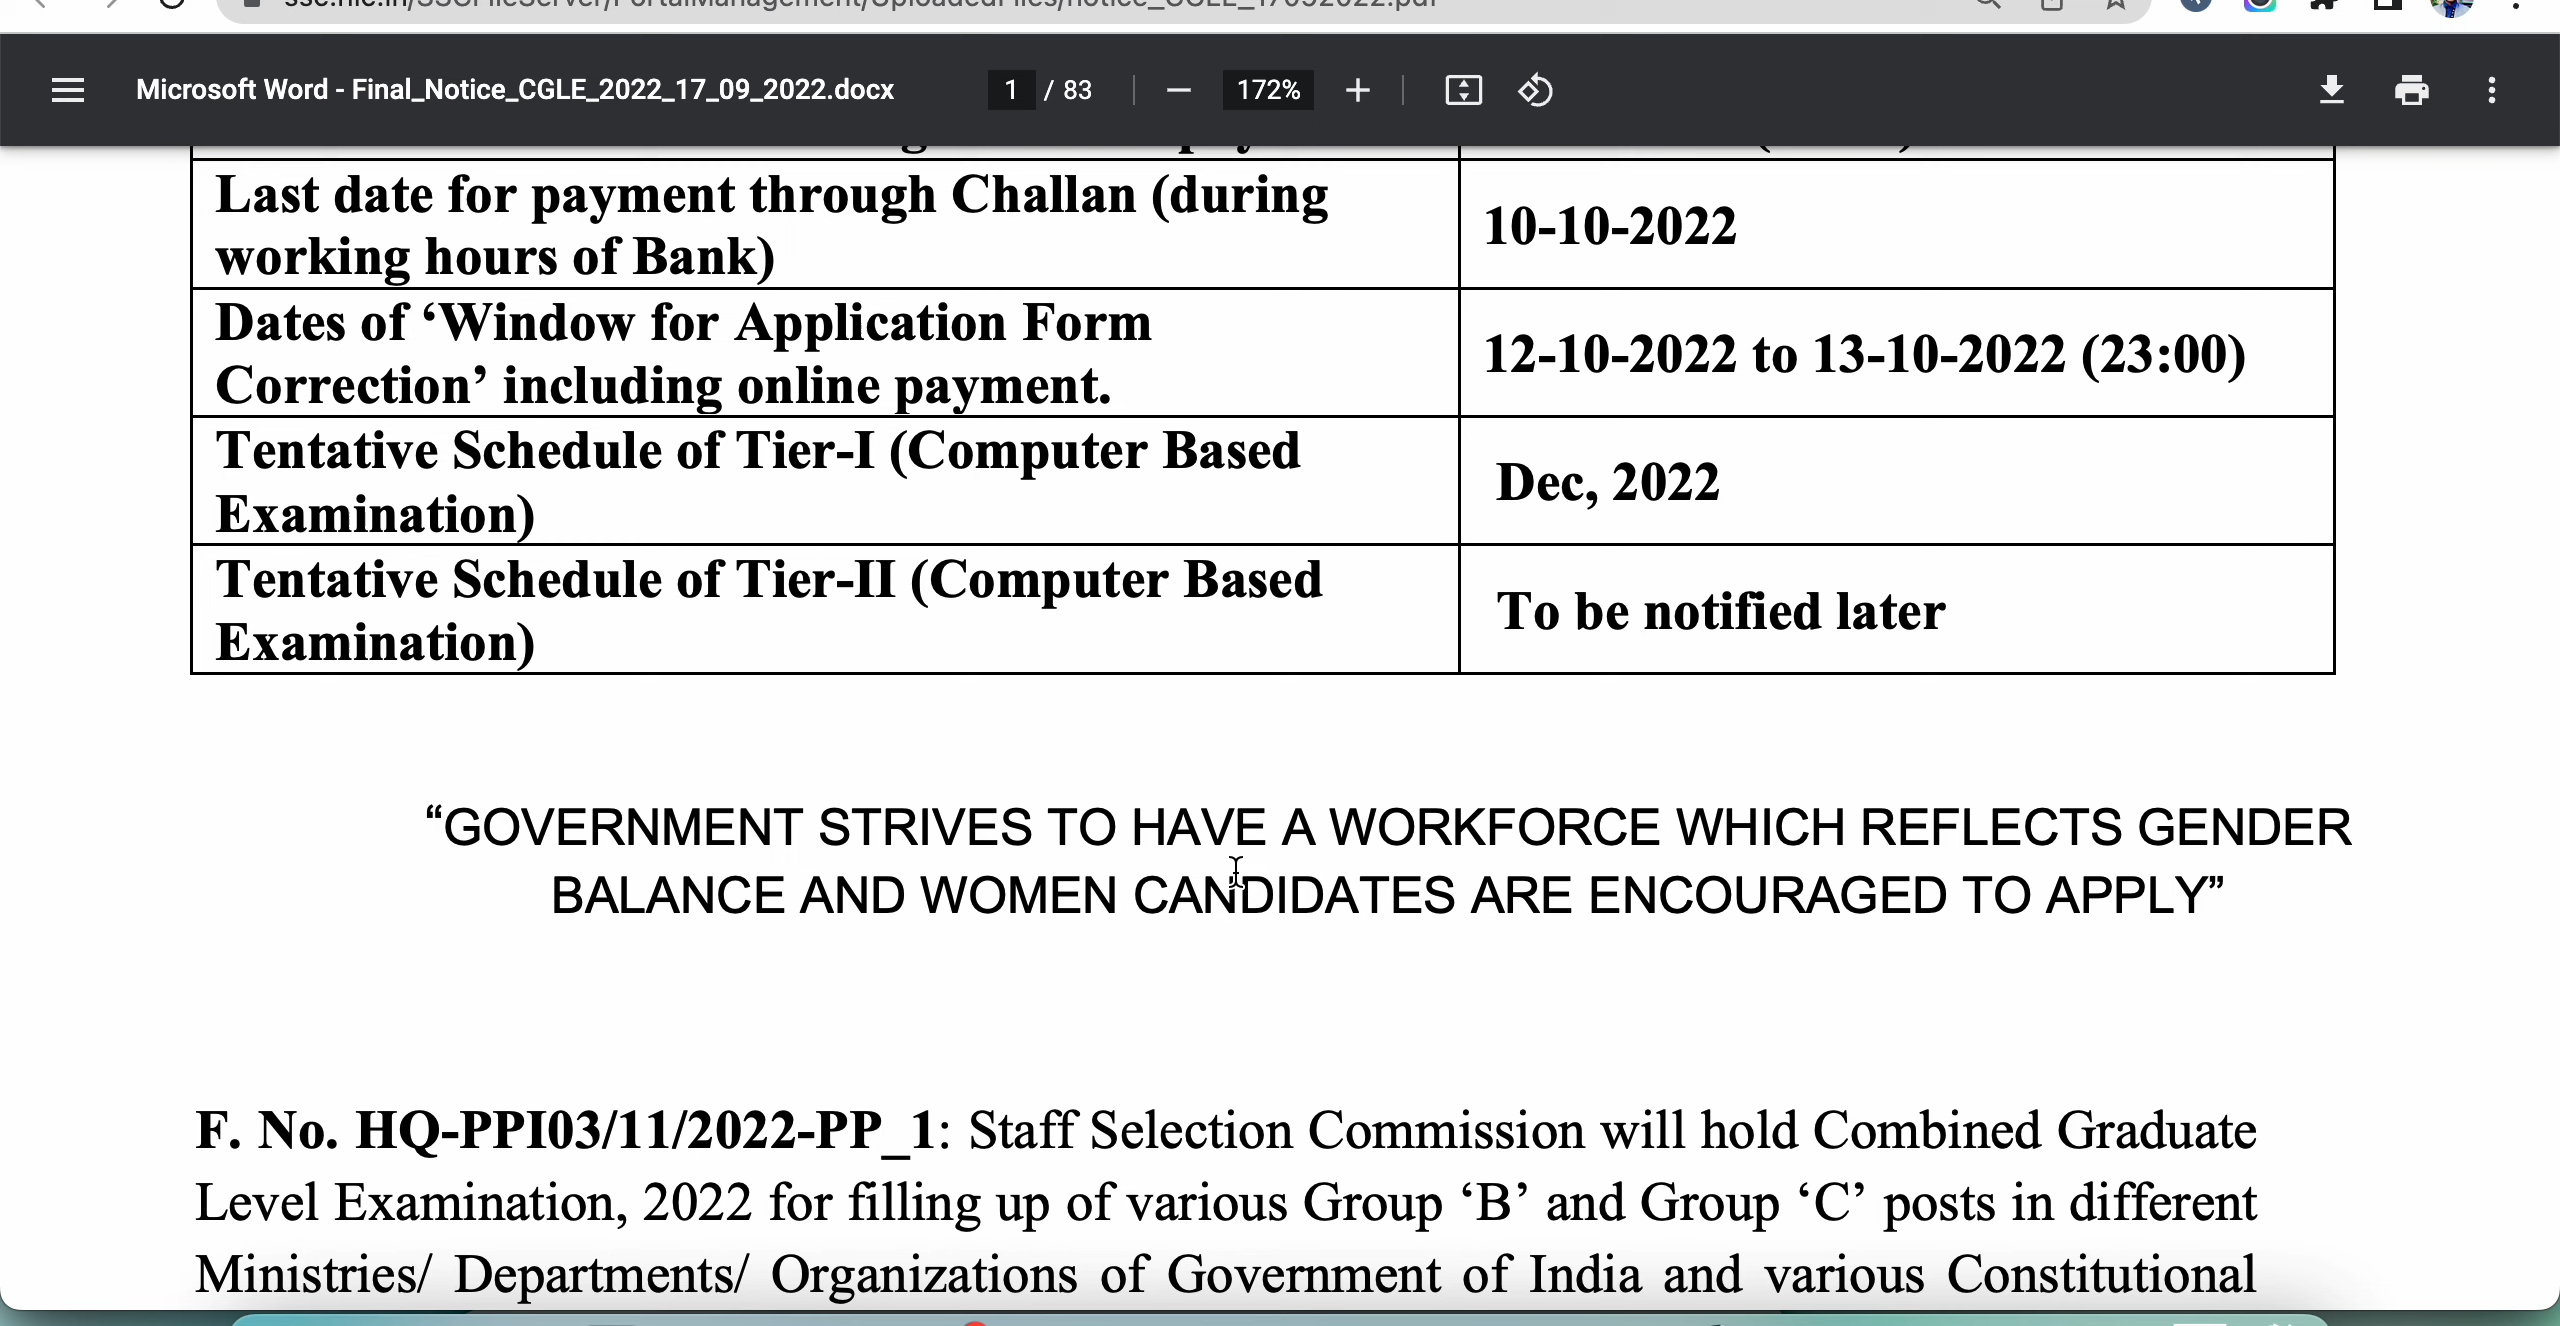 Microsoft Word - Final_Notice_CGLE_2022_17_09_2022.docx 1 / 83 172%
Last date for payment through Challan (during
working hours of Bank)
10-10-2022
Dates of ‘Window for Application Form
Correction’ including online payment.
12-10-2022 to 13-10-2022 (23:00)
Tentative Schedule of Tier-I (Computer Based
Examination)
Dec, 2022
Tentative Schedule of Tier-II (Computer Based
Examination)
To be notified later
“GOVERNMENT STRIVES TO HAVE A WORKFORCE WHICH REFLECTS GENDER
BALANCE AND WOMEN CANDIDATES ARE ENCOURAGED TO APPLY”
F. No. HQ-PPI03/11/2022-PP_1: Staff Selection Commission will hold Combined Graduate
Level Examination, 2022 for filling up of various Group ‘B’ and Group ‘C’ posts in different
Ministries/ Departments/ Organizations of Government of India and various Constitutional